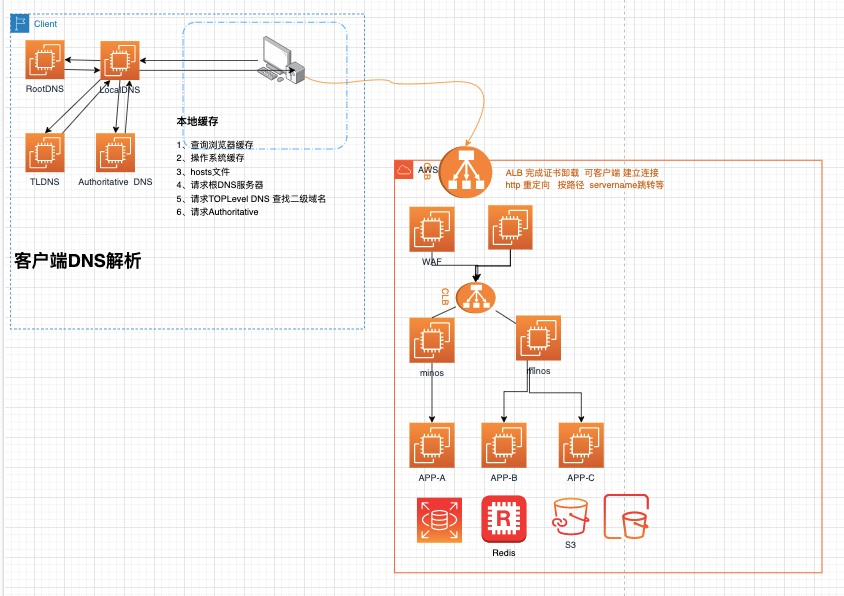 Client
RootDNS
LocalDNS
TLDNS
Authoritative DNS
本地缓存
1、查询浏览器缓存
2、操作系统缓存
3、hosts文件
4、请求根DNS服务器
5、请求TOPLevel DNS 查找二级域名
6、请求Authoritative
客户端DNS解析
AWS
CLB
ALB 完成证书卸载 可客户端 建立连接
http 重定向 按路径 servername跳转等
WAF
CLB
minos
minos
APP-A
APP-B
APP-C
R
Redis
S3